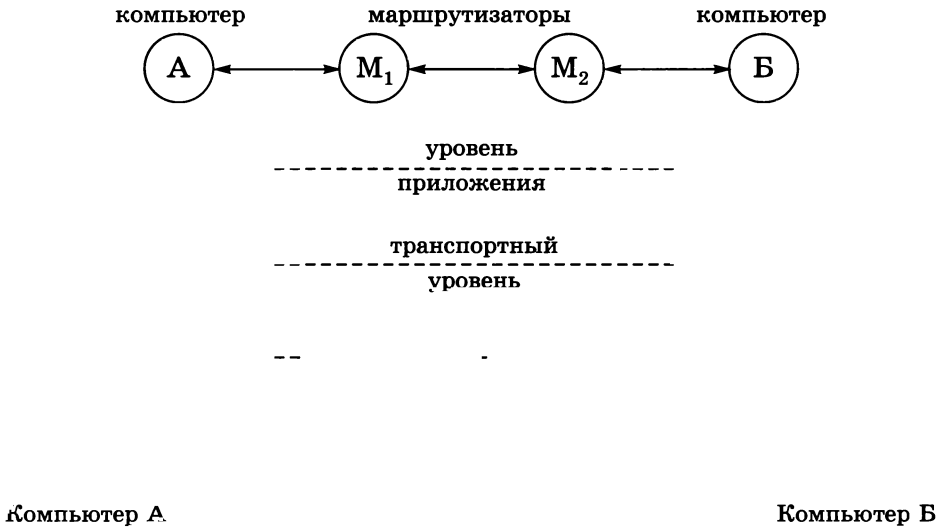 компьютер маршрутизаторы компьютер
А М1 М2 Б
уровень
приложения
транспортный
уровень
Компьютер А Компьютер Б